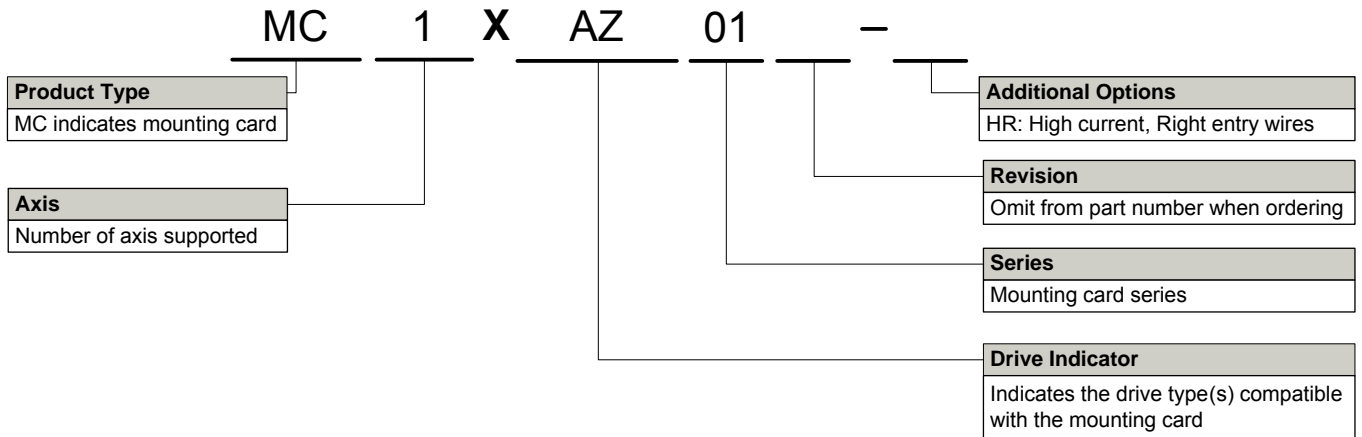 MC 1 X AZ 01 –
Product Type
MC indicates mounting card
Axis
Number of axis supported
Additional Options
HR: High current, Right entry wires
Revision
Omit from part number when ordering
Series
Mounting card series
Drive Indicator
Indicates the drive type(s) compatible
with the mounting card